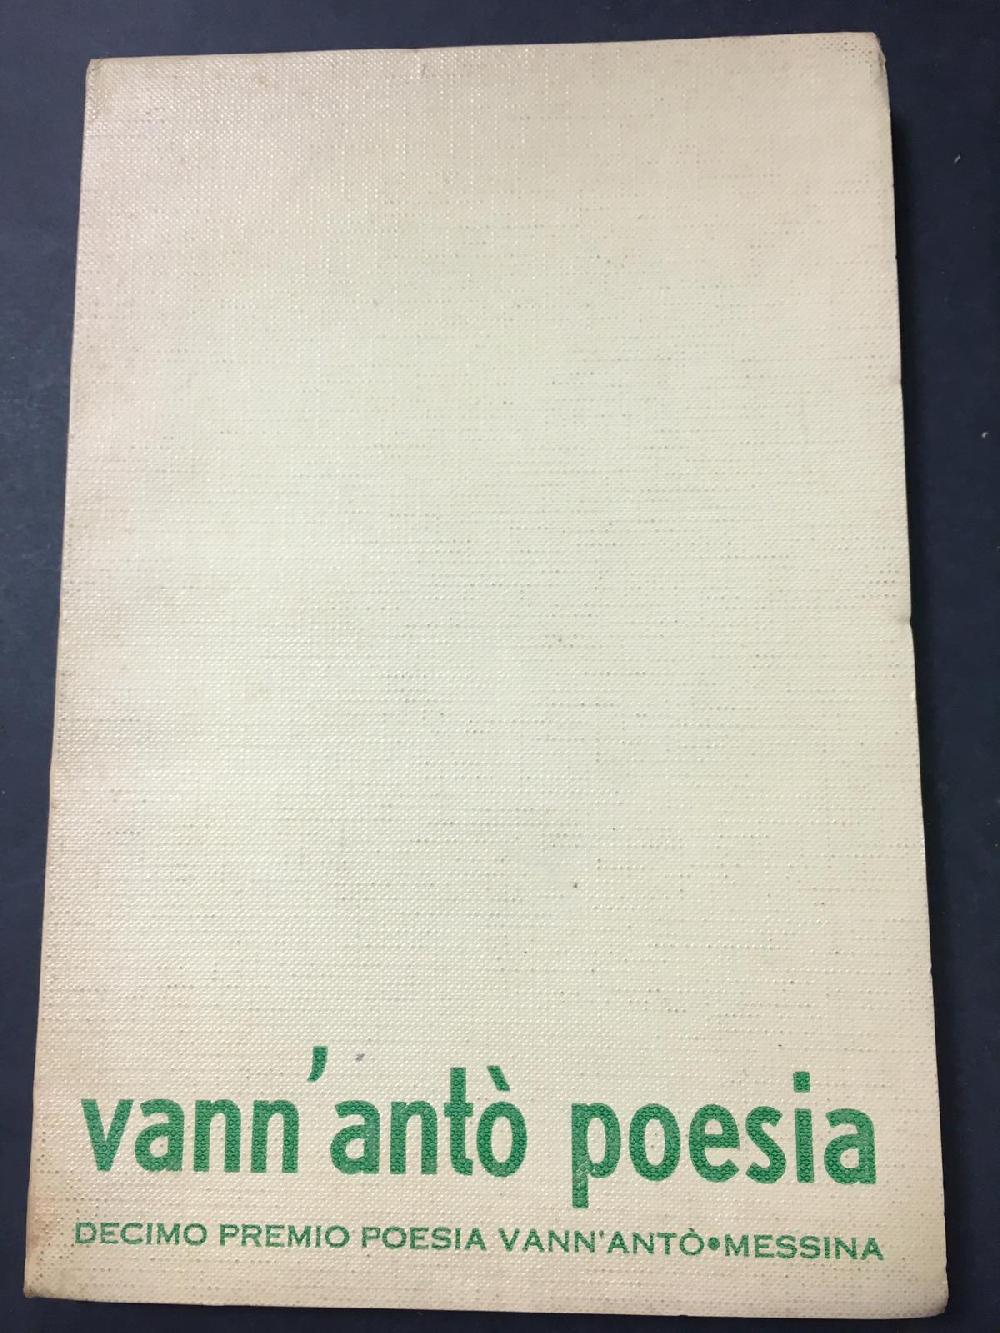 vann'antò poesia
DECIMO PREMIO POESIA VANN'ANTÒ•MESSINA